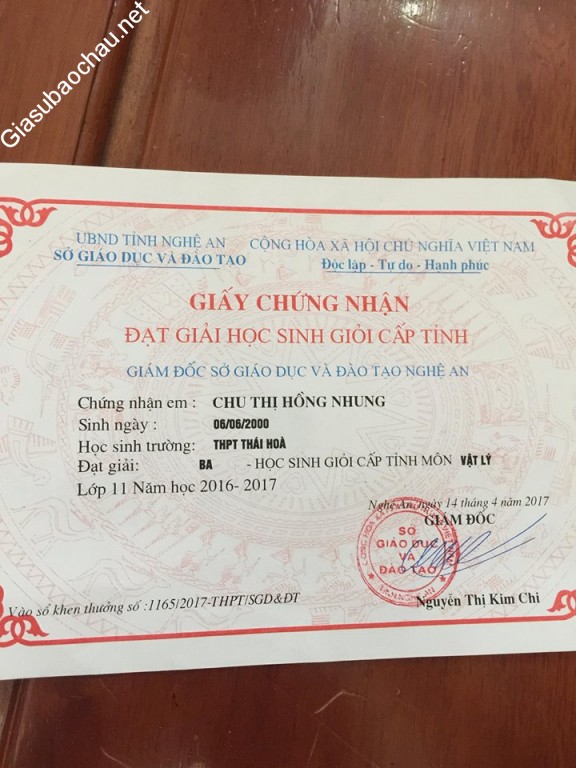 Giasubaochau.net
UBND TỈNH NGHỆ AN
SỞ GIÁO DỤC VÀ ĐÀO TẠO
CỘNG HÒA XÃ HỘI CHỦ NGHĨA VIỆT NAM
Độc lập - Tự do - Hạnh phúc
GIẤY CHỨNG NHẬN
ĐẠT GIẢI HỌC SINH GIỎI CẤP TỈNH
GIÁM ĐỐC SỞ GIÁO DỤC VÀ ĐÀO TẠO NGHỆ AN
Chứng nhận em : CHU THỊ HỒNG NHUNG
Sinh ngày : 06/06/2000
Học sinh trường: THPT THÁI HOÀ
Đạt giải: BA - HỌC SINH GIỎI CẤP TỈNH MÔN VẬT LÝ
Lớp 11 Năm học 2016- 2017
Nghệ An, ngày 14 tháng 4 năm 2017
GIÁM ĐỐC
SỞ
GIÁO DỤC
VÀ
ĐÀO TẠO
Nguyễn Thị Kim Chi
Vào sổ khen thưởng số :1165/2017-THPT/SGD&ĐT
Giasubaochau.net